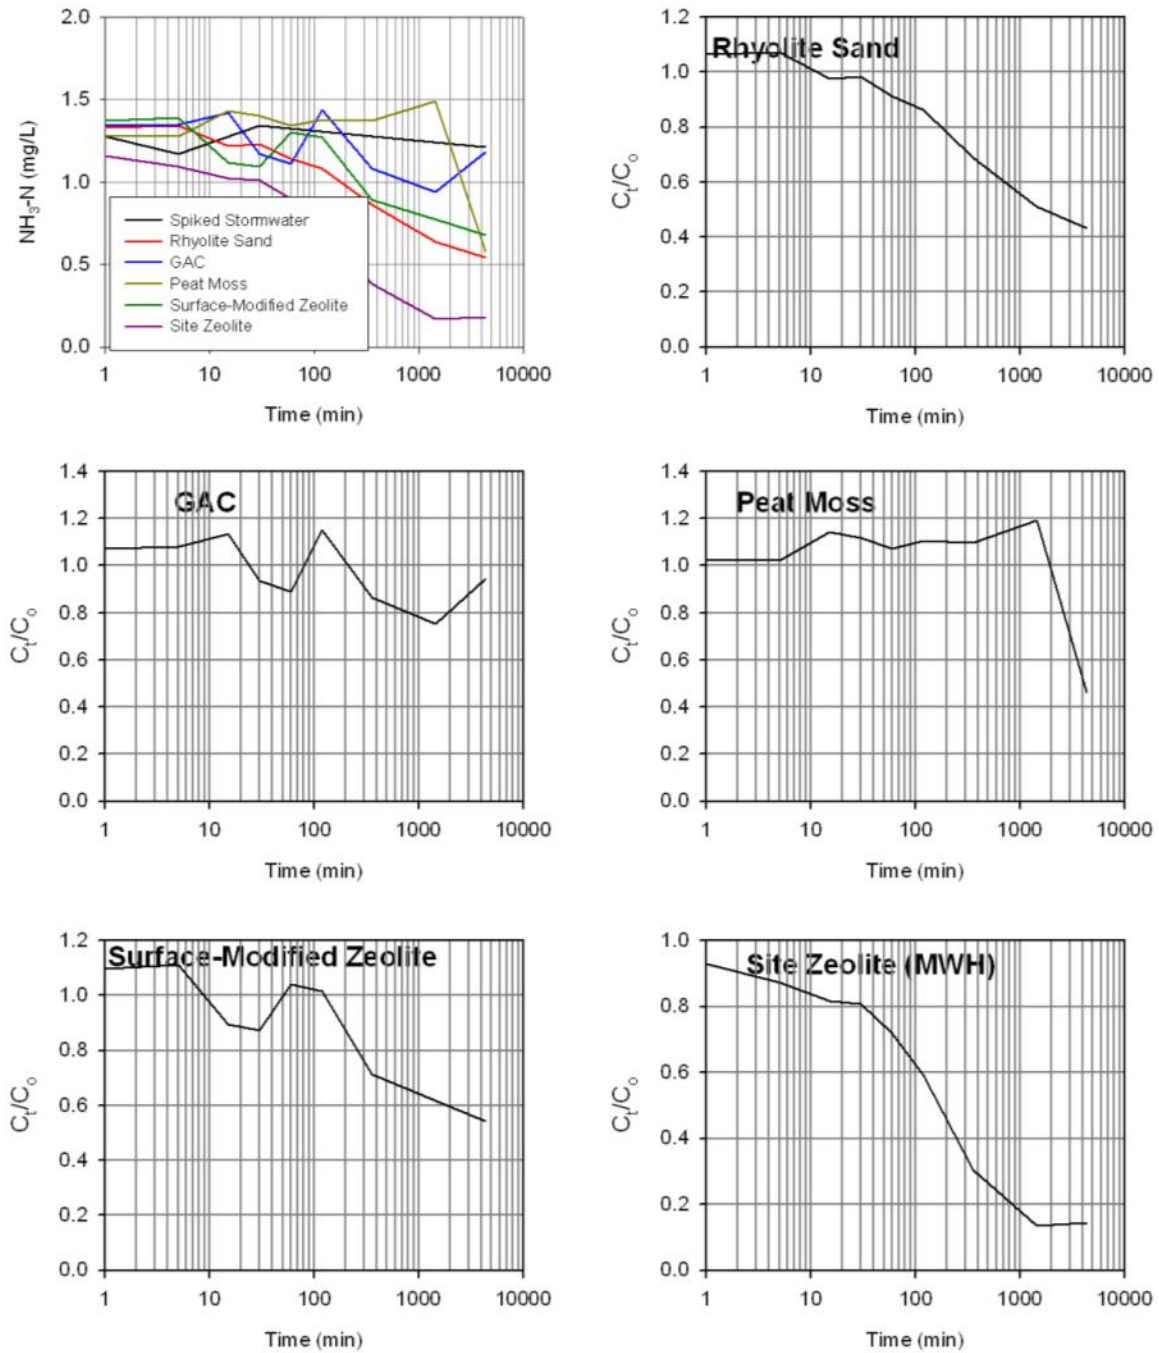 2.0
1.5
1.0
0.5
0.0
NH₃-N (mg/L)
Spiked Stormwater
Rhyolite Sand
GAC
Peat Moss
Surface-Modified Zeolite
Site Zeolite
1 10 100 1000 10000
Time (min)
Rhyolite Sand
1.2
1.0
0.8
0.6
0.4
0.2
0.0
Cₜ/Cₒ
1 10 100 1000 10000
Time (min)
GAC
1.4
1.2
1.0
0.8
0.6
0.4
0.2
0.0
Cₜ/Cₒ
1 10 100 1000 10000
Time (min)
Peat Moss
1.4
1.2
1.0
0.8
0.6
0.4
0.2
0.0
Cₜ/Cₒ
1 10 100 1000 10000
Time (min)
Surface-Modified Zeolite
1.2
1.0
0.8
0.6
0.4
0.2
0.0
Cₜ/Cₒ
1 10 100 1000 10000
Time (min)
Site Zeolite (MWH)
1.0
0.8
0.6
0.4
0.2
0.0
Cₜ/Cₒ
1 10 100 1000 10000
Time (min)